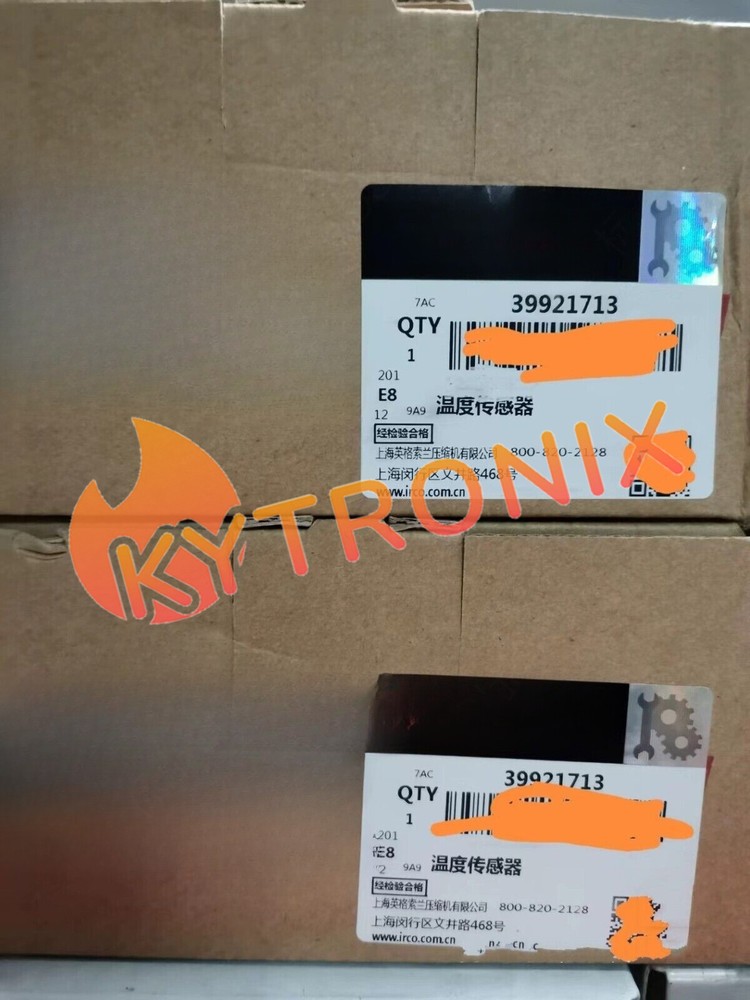 7AC 39921713
QTY
1
201
E8
12 9A9 温度传感器
经检验合格
上海英格索兰压缩机有限公司 800-820-2128
上海闵行区文井路468号
www.irco.com.cn
KYTRONIX
7AC 39921713
QTY
1
201
E8
9A9 温度传感器
经检验合格
上海英格索兰压缩机有限公司 800-820-2128
上海闵行区文井路468号
www.irco.com.cn